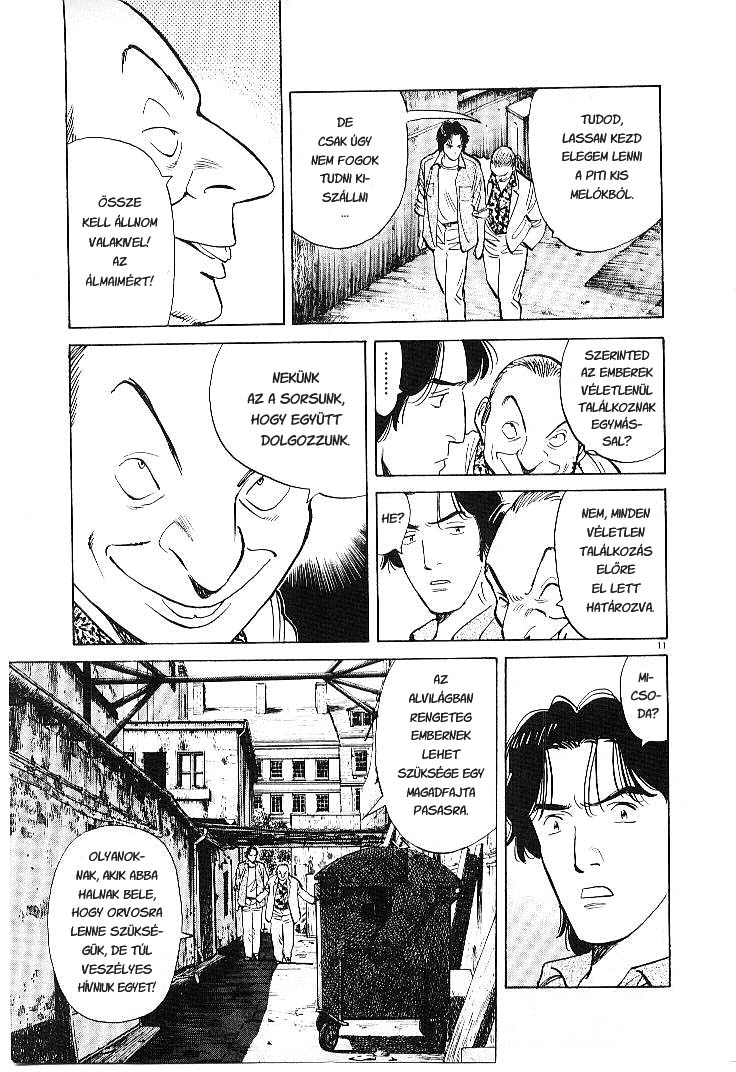 TUDOD,
LASSAN KEZD
ELEGEM LENNI
A PITI KIS
MELÓKBÓL.
DE
CSAK ÚGY
NEM FOGOK
TUDNI KI-
SZÁLLNI
...
ÖSSZE
KELL ÁLLNOM
VALAKIVEL!
AZ
ÁLMAIMÉRT!
SZERINTED
AZ EMBEREK
VÉLETLENÜL
TALÁLKOZNAK
EGYMÁS-
SAL?
.........
NEM, MINDEN
VÉLETLEN
TALÁLKOZÁS
ELŐRE
EL LETT
HATÁROZVA.
HE?
NEKÜNK
AZ A SORSUNK,
HOGY EGYÜTT
DOLGOZZUNK.
11
MI-
CSO-
DA?
AZ
ALVILÁGBAN
RENGETEG
EMBERNEK
LEHET
SZÜKSÉGE EGY
MAGADFAJTA
PASASRA.
OLYANOK-
NAK, AKIK ABBA
HALNAK BELE,
HOGY ORVOSRA
LENNE SZÜKSÉ-
GÜK, DE TÚL
VESZÉLYES
HÍVNIUK EGYET!